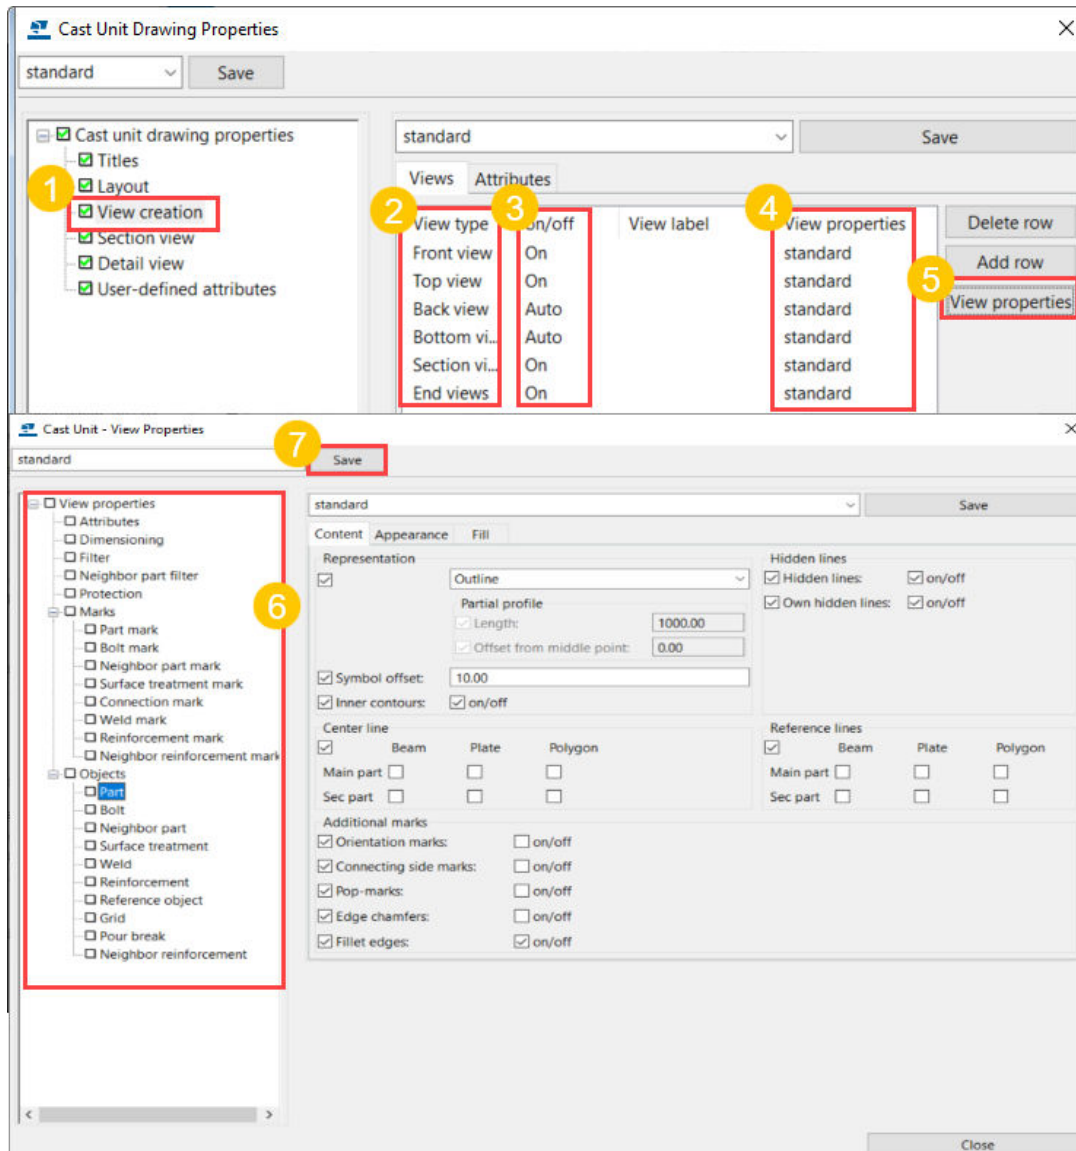 Cast Unit Drawing Properties
standard Save
Cast unit drawing properties
Titles
Layout
View creation
Section view
Detail view
User-defined attributes
1
standard Save
Views Attributes
2 3 4 5
View type on/off View label View properties
Front view On standard
Top view On standard
Back view Auto standard
Bottom vi... Auto standard
Section vi... On standard
End views On standard
Delete row
Add row
View properties
Cast Unit - View Properties
standard 7 Save
View properties
Attributes
Dimensioning
Filter
Neighbor part filter
Protection
Marks
Part mark
Bolt mark
Neighbor part mark
Surface treatment mark
Connection mark
Weld mark
Reinforcement mark
Neighbor reinforcement mark
Objects
Part
Bolt
Neighbor part
Surface treatment
Weld
Reinforcement
Reference object
Grid
Pour break
Neighbor reinforcement
6
standard Save
Content Appearance Fill
Representation
Outline
Partial profile
Length: 1000.00
Offset from middle point: 0.00
Symbol offset: 10.00
Inner contours: on/off
Hidden lines
Hidden lines: on/off
Own hidden lines: on/off
Center line
Beam Plate Polygon
Main part
Sec part
Reference lines
Beam Plate Polygon
Main part
Sec part
Additional marks
Orientation marks: on/off
Connecting side marks: on/off
Pop-marks: on/off
Edge chamfers: on/off
Fillet edges: on/off
Close